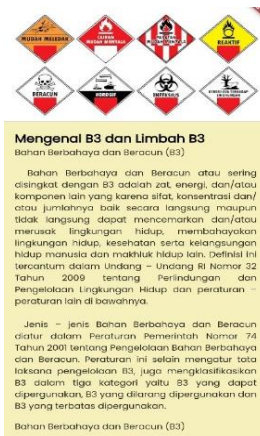 MUDAH MELEDAK
CAIRAN MUDAH MENYALA
PADATAN MUDAH MENYALA
REAKTIF
BERACUN
KOROSIF
INFEKSIUS
BERBAHAYA TERHADAP LINGKUNGAN
Mengenal B3 dan Limbah B3
Bahan Berbahaya dan Beracun (B3)
Bahan Berbahaya dan Beracun atau sering
disingkat dengan B3 adalah zat, energi, dan/atau
komponen lain yang karena sifat, konsentrasi dan/
atau jumlahnya baik secara langsung maupun
tidak langsung dapat mencemarkan dan/atau
merusak lingkungan hidup, membahayakan
lingkungan hidup, kesehatan serta kelangsungan
hidup manusia dan makhluk hidup lain. Definisi ini
tercantum dalam Undang – Undang RI Nomor 32
Tahun 2009 tentang Perlindungan dan
Pengelolaan Lingkungan Hidup dan peraturan –
peraturan lain di bawahnya.
Jenis – jenis Bahan Berbahaya dan Beracun
diatur dalam Peraturan Pemerintah Nomor 74
Tahun 2001 tentang Pengelolaan Bahan Berbahaya
dan Beracun. Peraturan ini selain mengatur tata
laksana pengelolaan B3, juga mengklasifikasikan
B3 dalam tiga kategori yaitu B3 yang dapat
dipergunakan, B3 yang dilarang dipergunakan dan
B3 yang terbatas dipergunakan.
Bahan Berbahaya dan Beracun (B3)